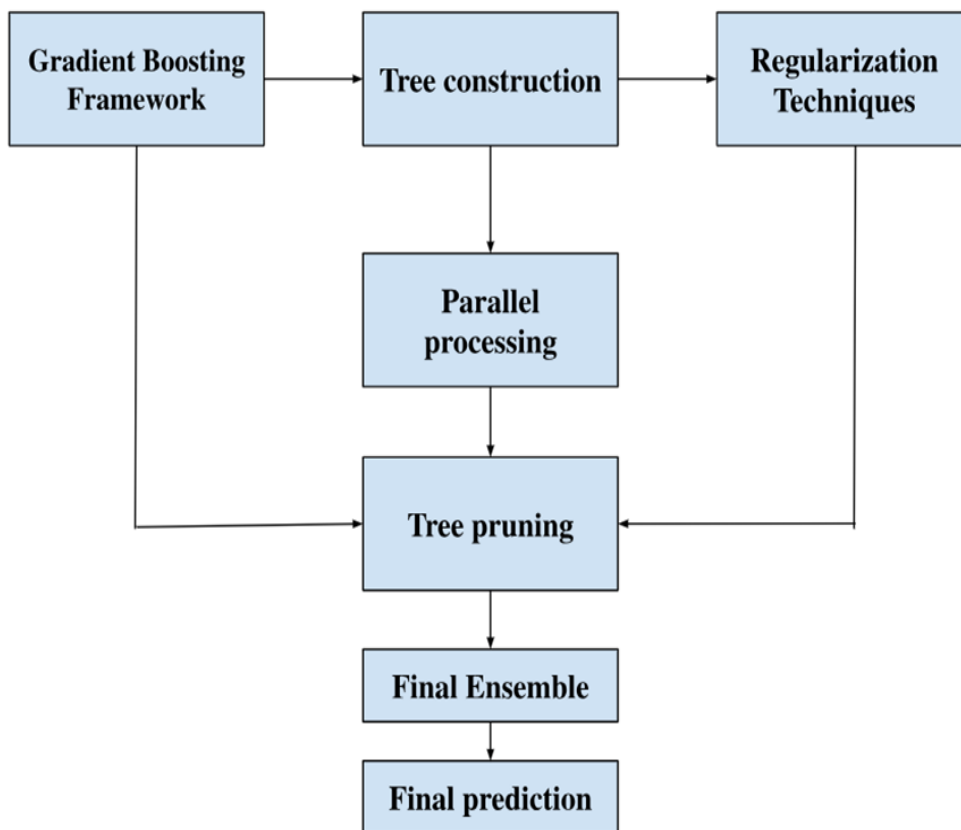 Gradient Boosting
Framework
Tree construction
Regularization
Techniques
Parallel
processing
Tree pruning
Final Ensemble
Final prediction